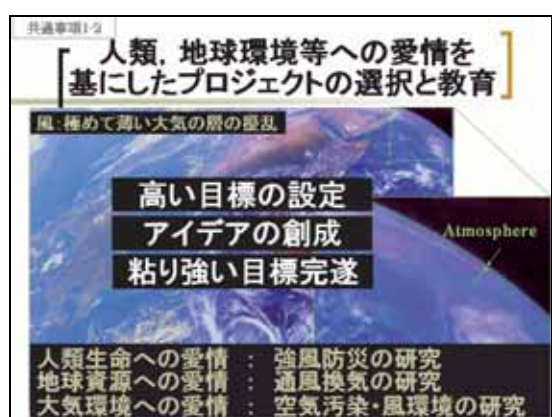 共通事項1-2
人類，地球環境等への愛情を
基にしたプロジェクトの選択と教育
風:極めて薄い大気の層の擾乱
高い目標の設定
アイデアの創成
粘り強い目標完遂
Atmosphere
人類生命への愛情 : 強風防災の研究
地球資源への愛情 : 通風換気の研究
大気環境への愛情 : 空気汚染・風環境の研究